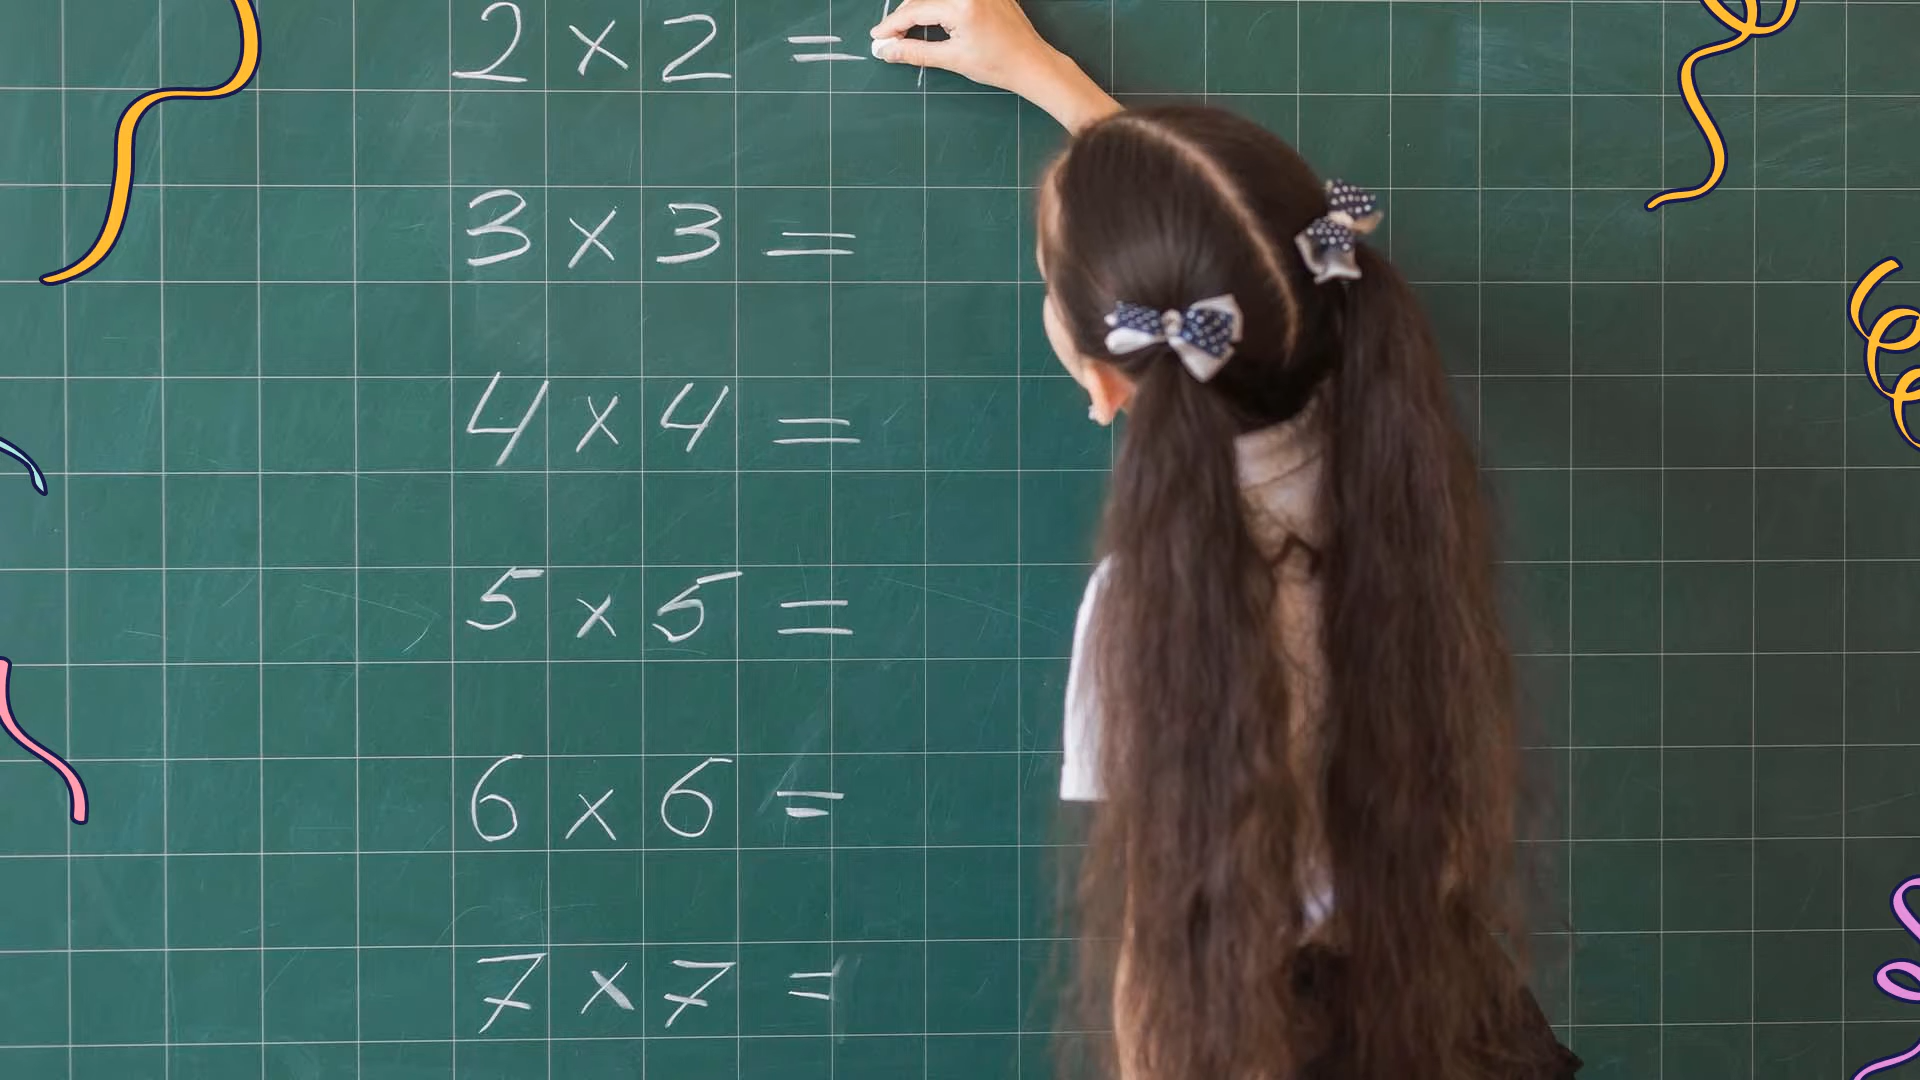 2 × 2 =
3 × 3 =
4 × 4 =
5 × 5 =
6 × 6 =
7 × 7 =